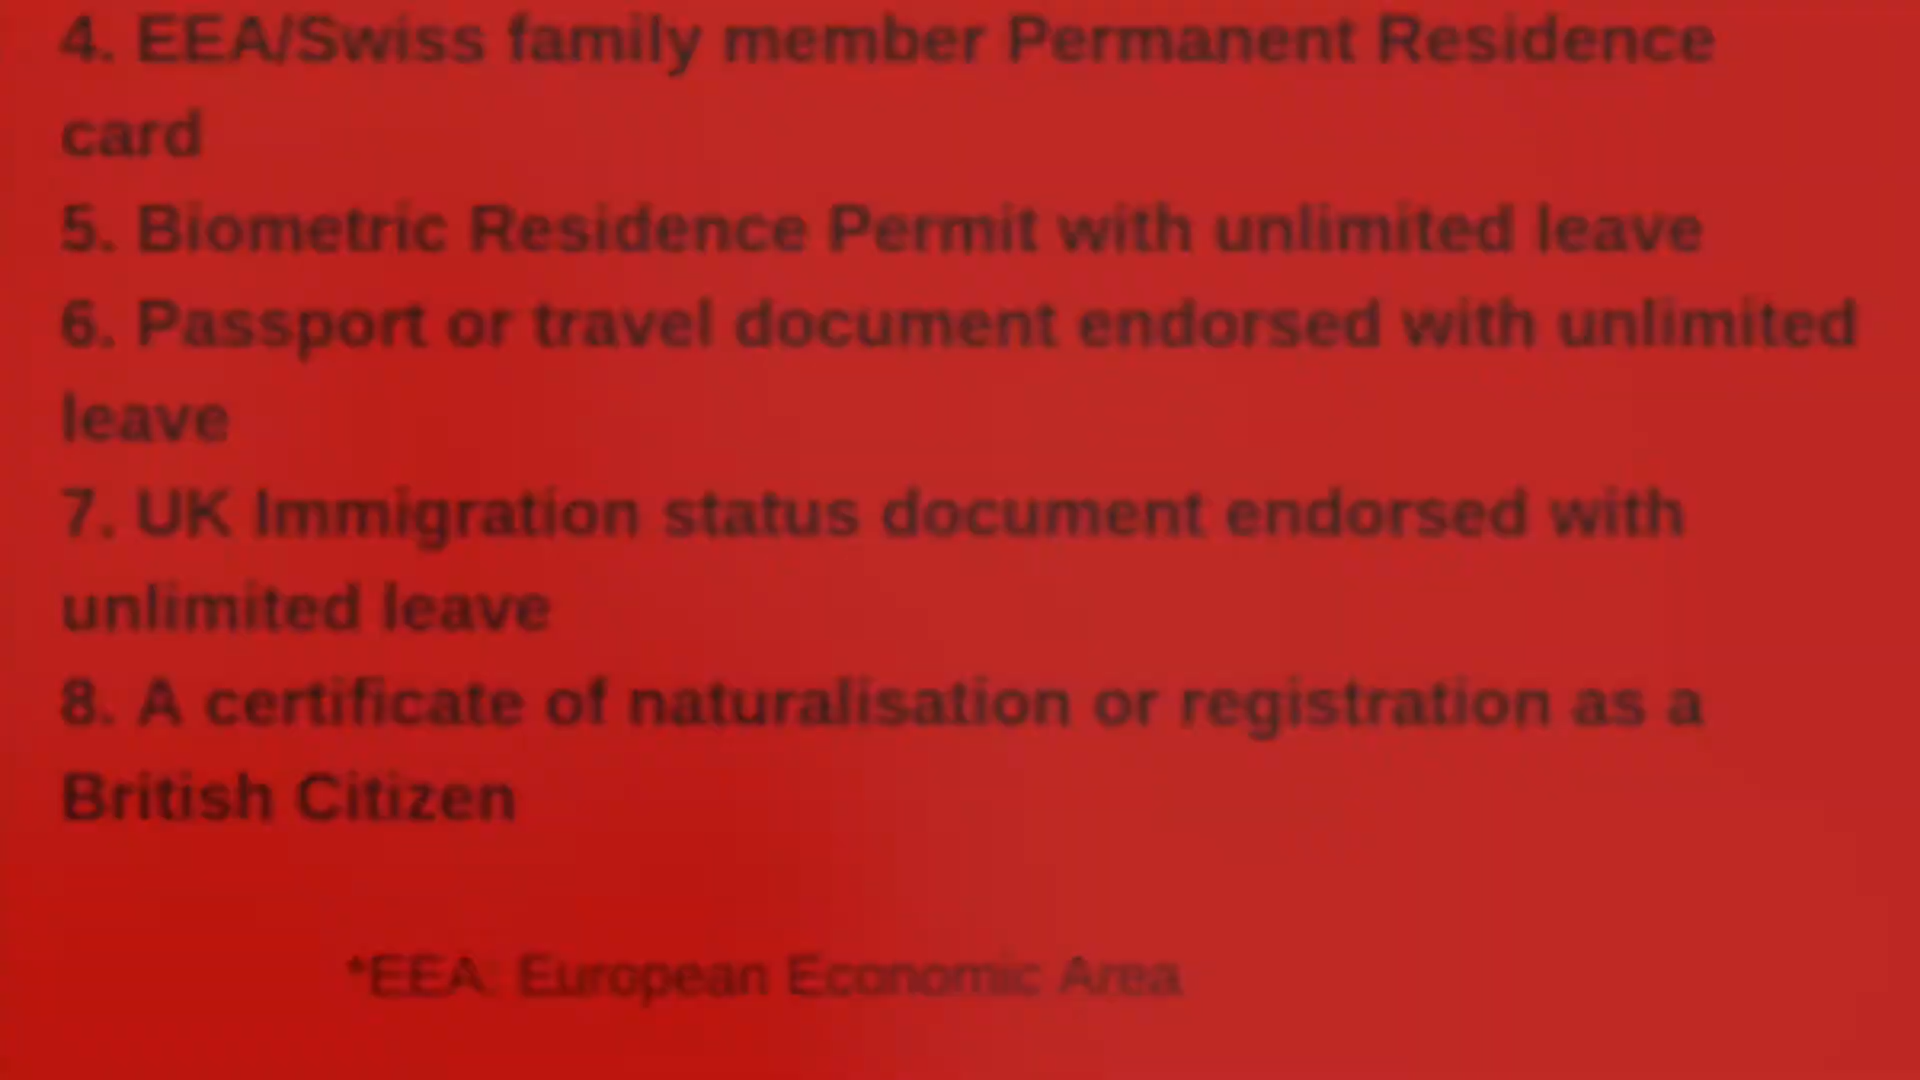 4. EEA/Swiss family member Permanent Residence
card
5. Biometric Residence Permit with unlimited leave
6. Passport or travel document endorsed with unlimited
leave
7. UK Immigration status document endorsed with
unlimited leave
8. A certificate of naturalisation or registration as a
British Citizen
*EEA: European Economic Area